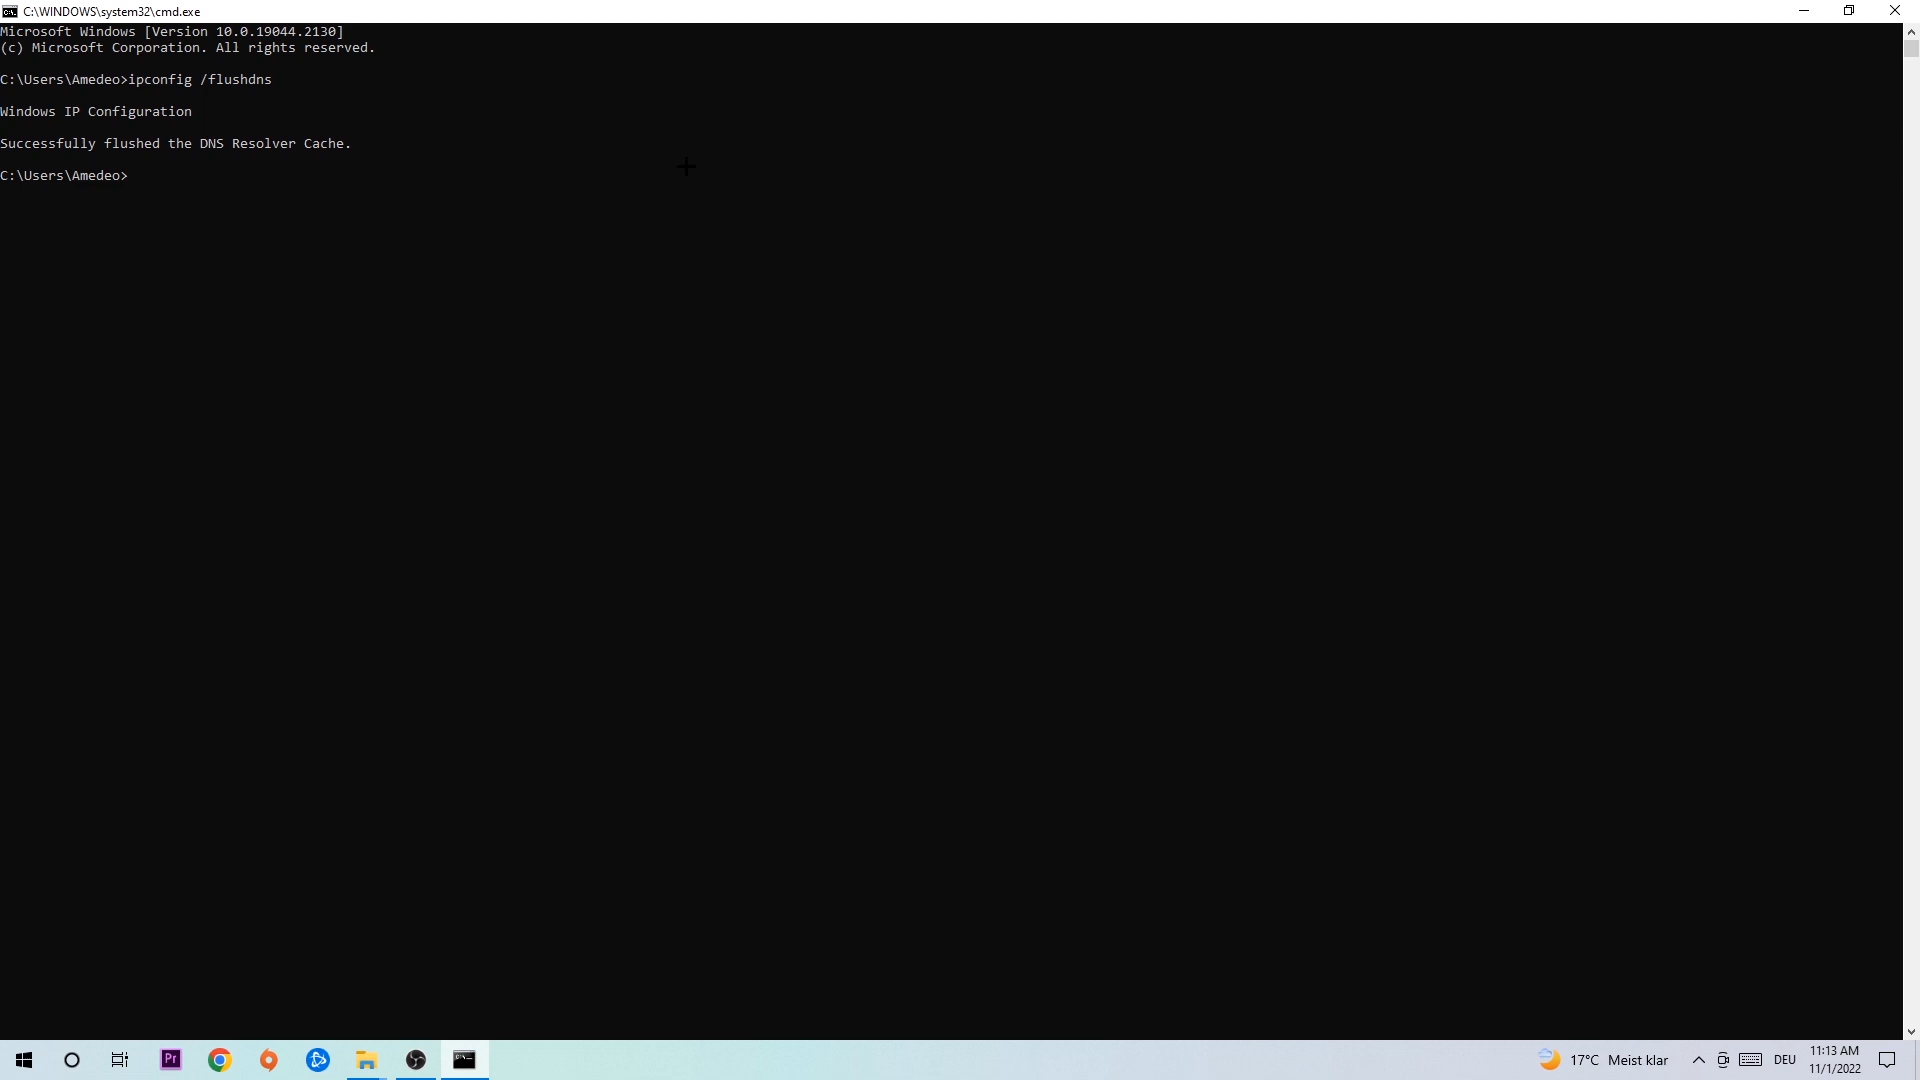 C:\WINDOWS\system32\cmd.exe
Microsoft Windows [Version 10.0.19044.2130]
(c) Microsoft Corporation. All rights reserved.
C:\Users\Amedeo>ipconfig /flushdns
Windows IP Configuration
Successfully flushed the DNS Resolver Cache.
C:\Users\Amedeo>
Pr
17°C Meist klar
DEU
11:13 AM
11/1/2022